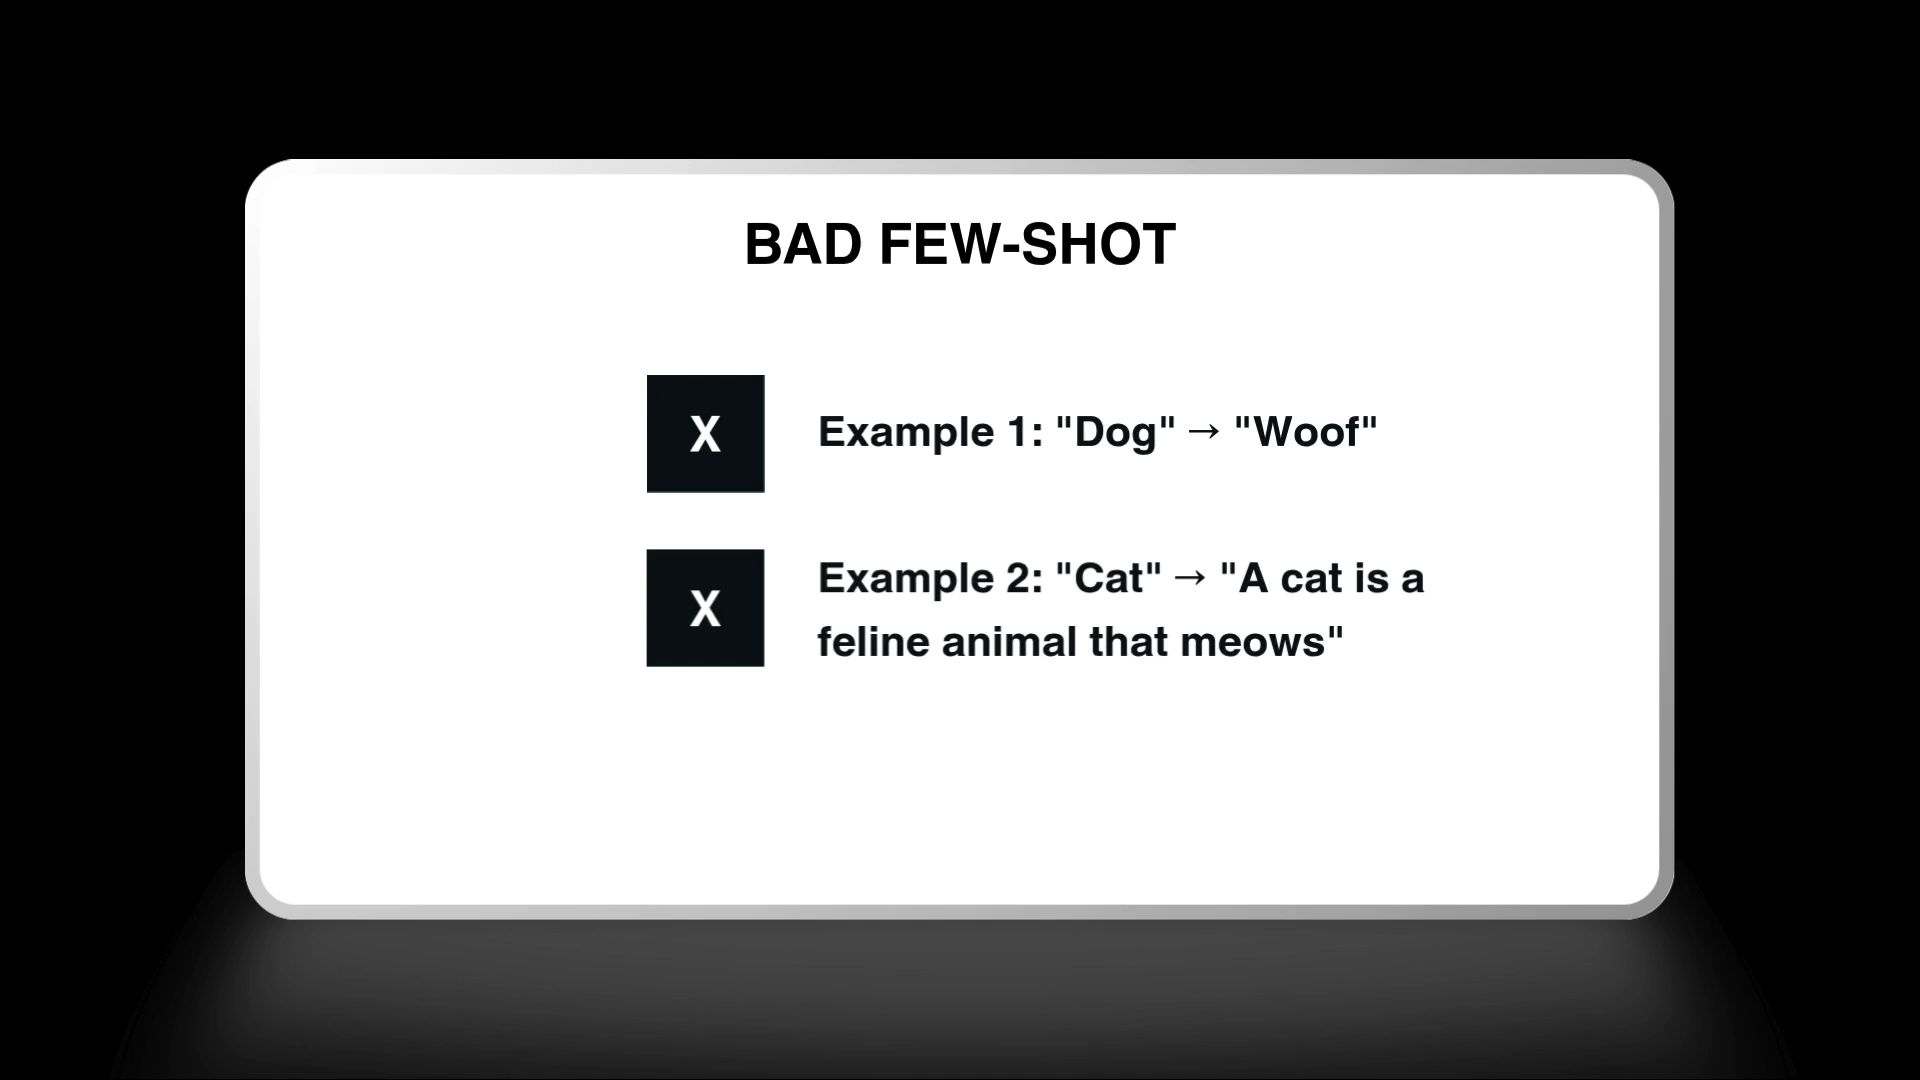 BAD FEW-SHOT
X
Example 1: "Dog" → "Woof"
X
Example 2: "Cat" → "A cat is a
feline animal that meows"